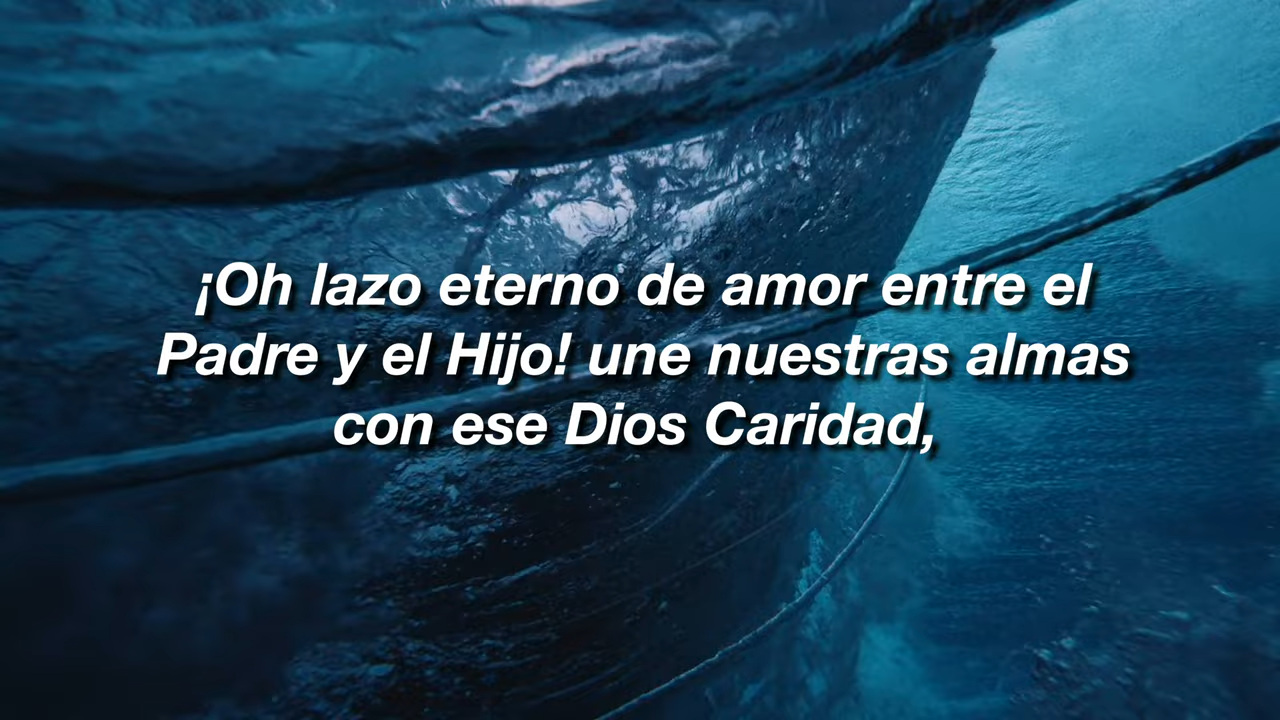 ¡Oh lazo eterno de amor entre el
Padre y el Hijo! une nuestras almas
con ese Dios Caridad,